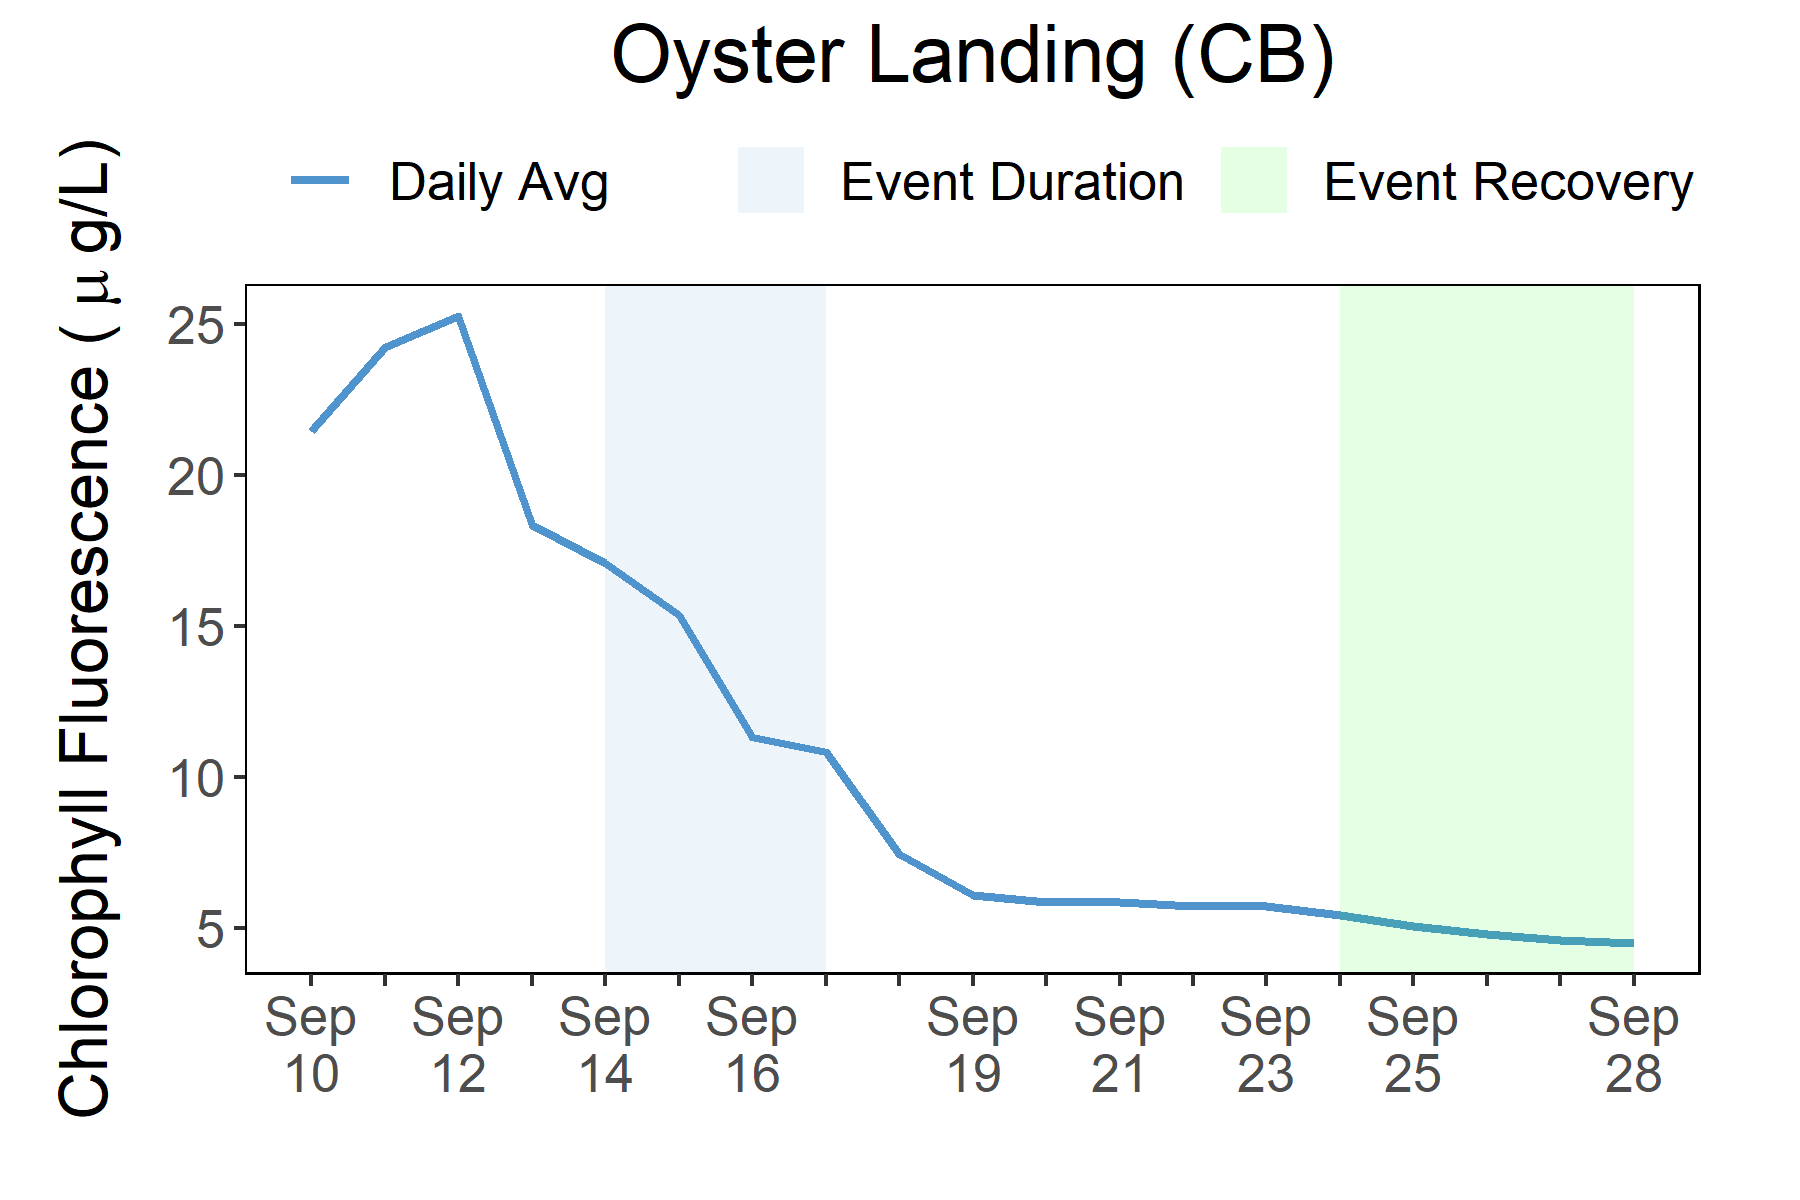 Oyster Landing (CB)
Daily Avg Event Duration Event Recovery
Chlorophyll Fluorescence ( μ g/L)
25
20
15
10
5
Sep Sep Sep Sep Sep Sep Sep Sep Sep
10 12 14 16 19 21 23 25 28